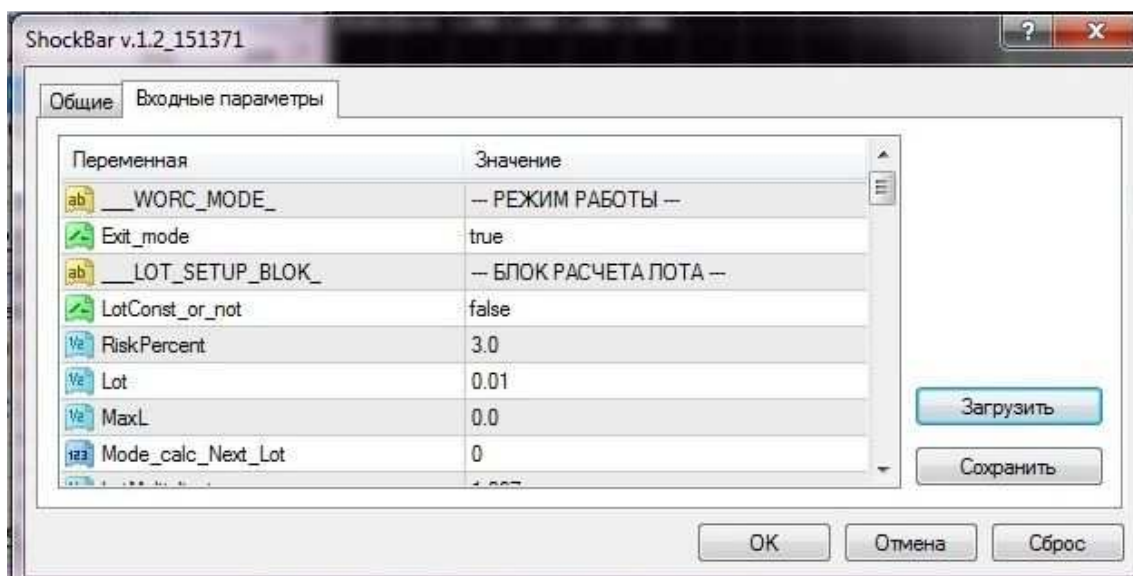 ShockBar v.1.2_151371
Общие Входные параметры
Переменная Значение
___WORC_MODE_ --- РЕЖИМ РАБОТЫ ---
Exit_mode true
___LOT_SETUP_BLOK_ --- БЛОК РАСЧЕТА ЛОТА ---
LotConst_or_not false
RiskPercent 3.0
Lot 0.01
MaxL 0.0
Mode_calc_Next_Lot 0
Загрузить
Сохранить
OK Отмена Сброс